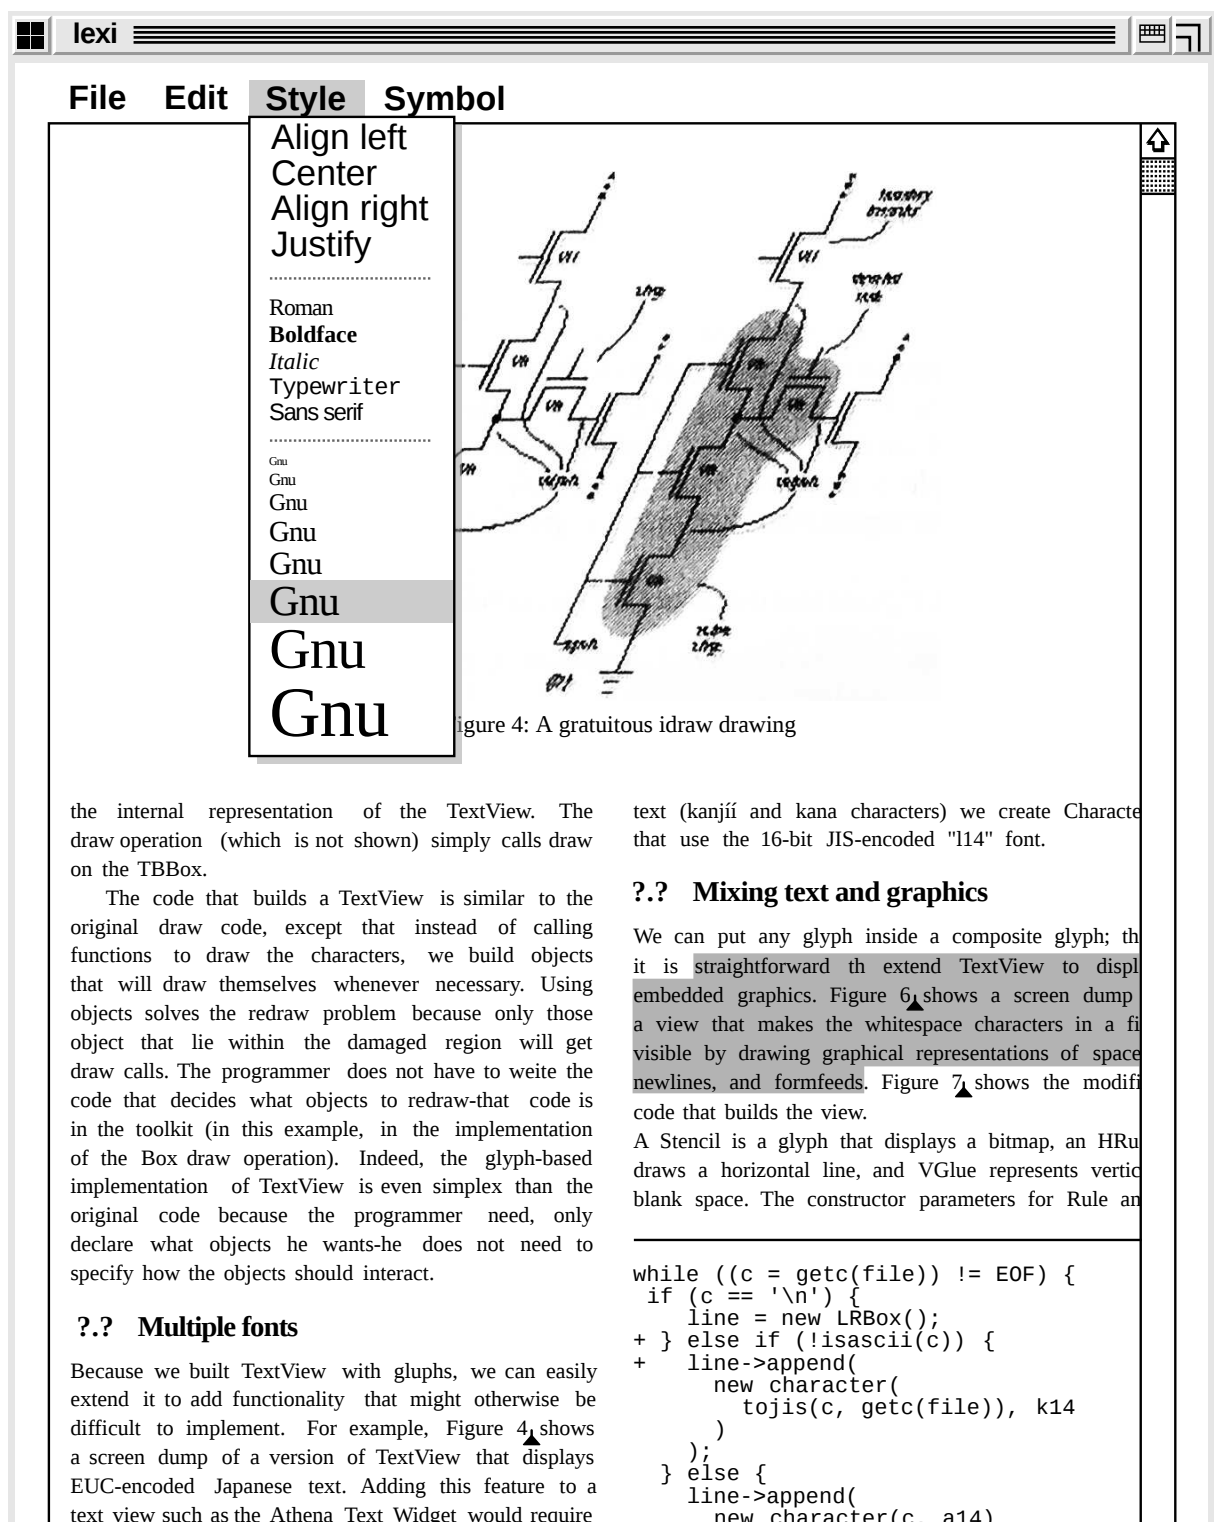 lexi
File Edit Style Symbol
Align left
Center
Align right
Justify
Roman
Boldface
Italic
Typewriter
Sans serif
Gnu
Gnu
Gnu
Gnu
Gnu
Gnu
Gnu
Gnu
igure 4: A gratuitous idraw drawing
the internal representation of the TextView. The
draw operation (which is not shown) simply calls draw
on the TBBox.
The code that builds a TextView is similar to the
original draw code, except that instead of calling
functions to draw the characters, we build objects
that will draw themselves whenever necessary. Using
objects solves the redraw problem because only those
object that lie within the damaged region will get
draw calls. The programmer does not have to weite the
code that decides what objects to redraw-that code is
in the toolkit (in this example, in the implementation
of the Box draw operation). Indeed, the glyph-based
implementation of TextView is even simplex than the
original code because the programmer need, only
declare what objects he wants-he does not need to
specify how the objects should interact.
?.? Multiple fonts
Because we built TextView with gluphs, we can easily
extend it to add functionality that might otherwise be
difficult to implement. For example, Figure 4 shows
a screen dump of a version of TextView that displays
EUC-encoded Japanese text. Adding this feature to a
text view such as the Athena Text Widget would require
text (kanjíí and kana characters) we create Characte
that use the 16-bit JIS-encoded "l14" font.
?.? Mixing text and graphics
We can put any glyph inside a composite glyph; th
it is straightforward th extend TextView to displ
embedded graphics. Figure 6 shows a screen dump
a view that makes the whitespace characters in a fi
visible by drawing graphical representations of space
newlines, and formfeeds. Figure 7 shows the modifi
code that builds the view.
A Stencil is a glyph that displays a bitmap, an HRu
draws a horizontal line, and VGlue represents vertic
blank space. The constructor parameters for Rule an
while ((c = getc(file)) != EOF) {
if (c == '\n') {
line = new LRBox();
+ } else if (!isascii(c)) {
+ line->append(
new character(
tojis(c, getc(file)), k14
)
);
} else {
line->append(
new character(c, a14)